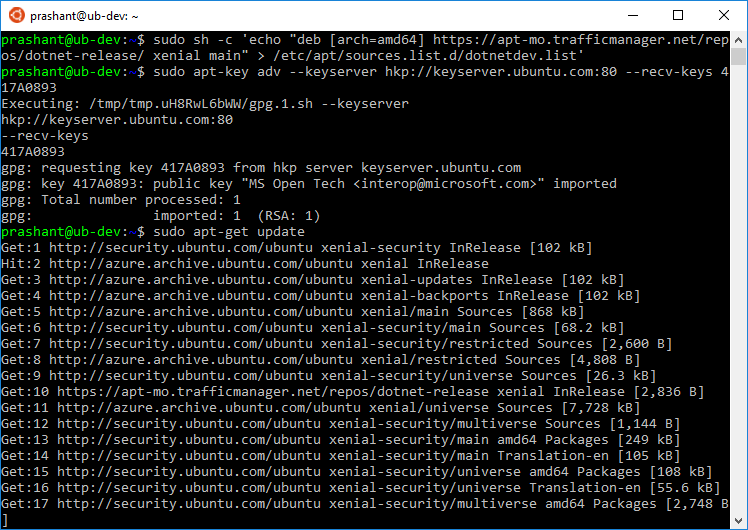 prashant@ub-dev: ~
prashant@ub-dev:~$ sudo sh -c 'echo "deb [arch=amd64] https://apt-mo.trafficmanager.net/rep
os/dotnet-release/ xenial main" > /etc/apt/sources.list.d/dotnetdev.list'
prashant@ub-dev:~$ sudo apt-key adv --keyserver hkp://keyserver.ubuntu.com:80 --recv-keys 4
17A0893
Executing: /tmp/tmp.uH8RwL6bWW/gpg.1.sh --keyserver
hkp://keyserver.ubuntu.com:80
--recv-keys
417A0893
gpg: requesting key 417A0893 from hkp server keyserver.ubuntu.com
gpg: key 417A0893: public key "MS Open Tech <interop@microsoft.com>" imported
gpg: Total number processed: 1
gpg:               imported: 1  (RSA: 1)
prashant@ub-dev:~$ sudo apt-get update
Get:1 http://security.ubuntu.com/ubuntu xenial-security InRelease [102 kB]
Hit:2 http://azure.archive.ubuntu.com/ubuntu xenial InRelease
Get:3 http://azure.archive.ubuntu.com/ubuntu xenial-updates InRelease [102 kB]
Get:4 http://azure.archive.ubuntu.com/ubuntu xenial-backports InRelease [102 kB]
Get:5 http://azure.archive.ubuntu.com/ubuntu xenial/main Sources [868 kB]
Get:6 http://security.ubuntu.com/ubuntu xenial-security/main Sources [68.2 kB]
Get:7 http://security.ubuntu.com/ubuntu xenial-security/restricted Sources [2,600 B]
Get:8 http://azure.archive.ubuntu.com/ubuntu xenial/restricted Sources [4,808 B]
Get:9 http://security.ubuntu.com/ubuntu xenial-security/universe Sources [26.3 kB]
Get:10 https://apt-mo.trafficmanager.net/repos/dotnet-release xenial InRelease [2,836 B]
Get:11 http://azure.archive.ubuntu.com/ubuntu xenial/universe Sources [7,728 kB]
Get:12 http://security.ubuntu.com/ubuntu xenial-security/multiverse Sources [1,144 B]
Get:13 http://security.ubuntu.com/ubuntu xenial-security/main amd64 Packages [249 kB]
Get:14 http://security.ubuntu.com/ubuntu xenial-security/main Translation-en [105 kB]
Get:15 http://security.ubuntu.com/ubuntu xenial-security/universe amd64 Packages [108 kB]
Get:16 http://security.ubuntu.com/ubuntu xenial-security/universe Translation-en [55.6 kB]
Get:17 http://security.ubuntu.com/ubuntu xenial-security/multiverse amd64 Packages [2,748 B
]